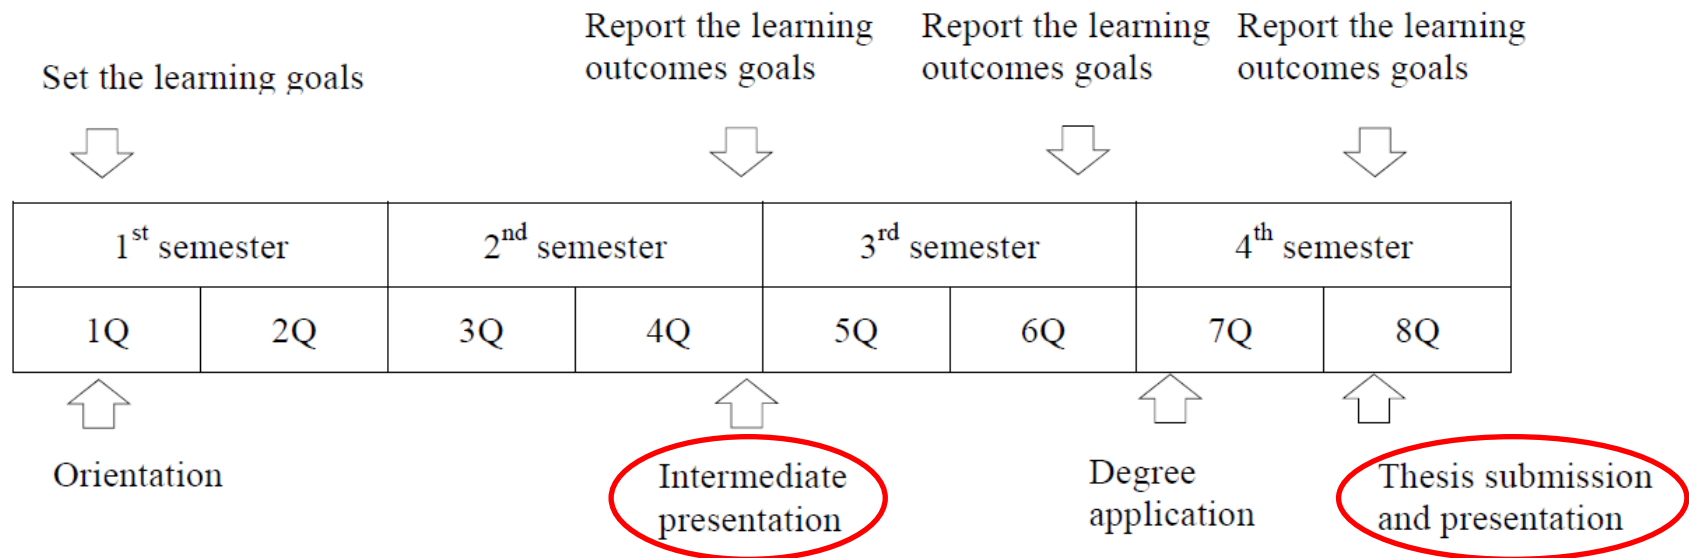 Set the learning goals
Report the learning
outcomes goals
Report the learning
outcomes goals
Report the learning
outcomes goals
1st semester
2nd semester
3rd semester
4th semester
1Q
2Q
3Q
4Q
5Q
6Q
7Q
8Q
Orientation
Intermediate
presentation
Degree
application
Thesis submission
and presentation